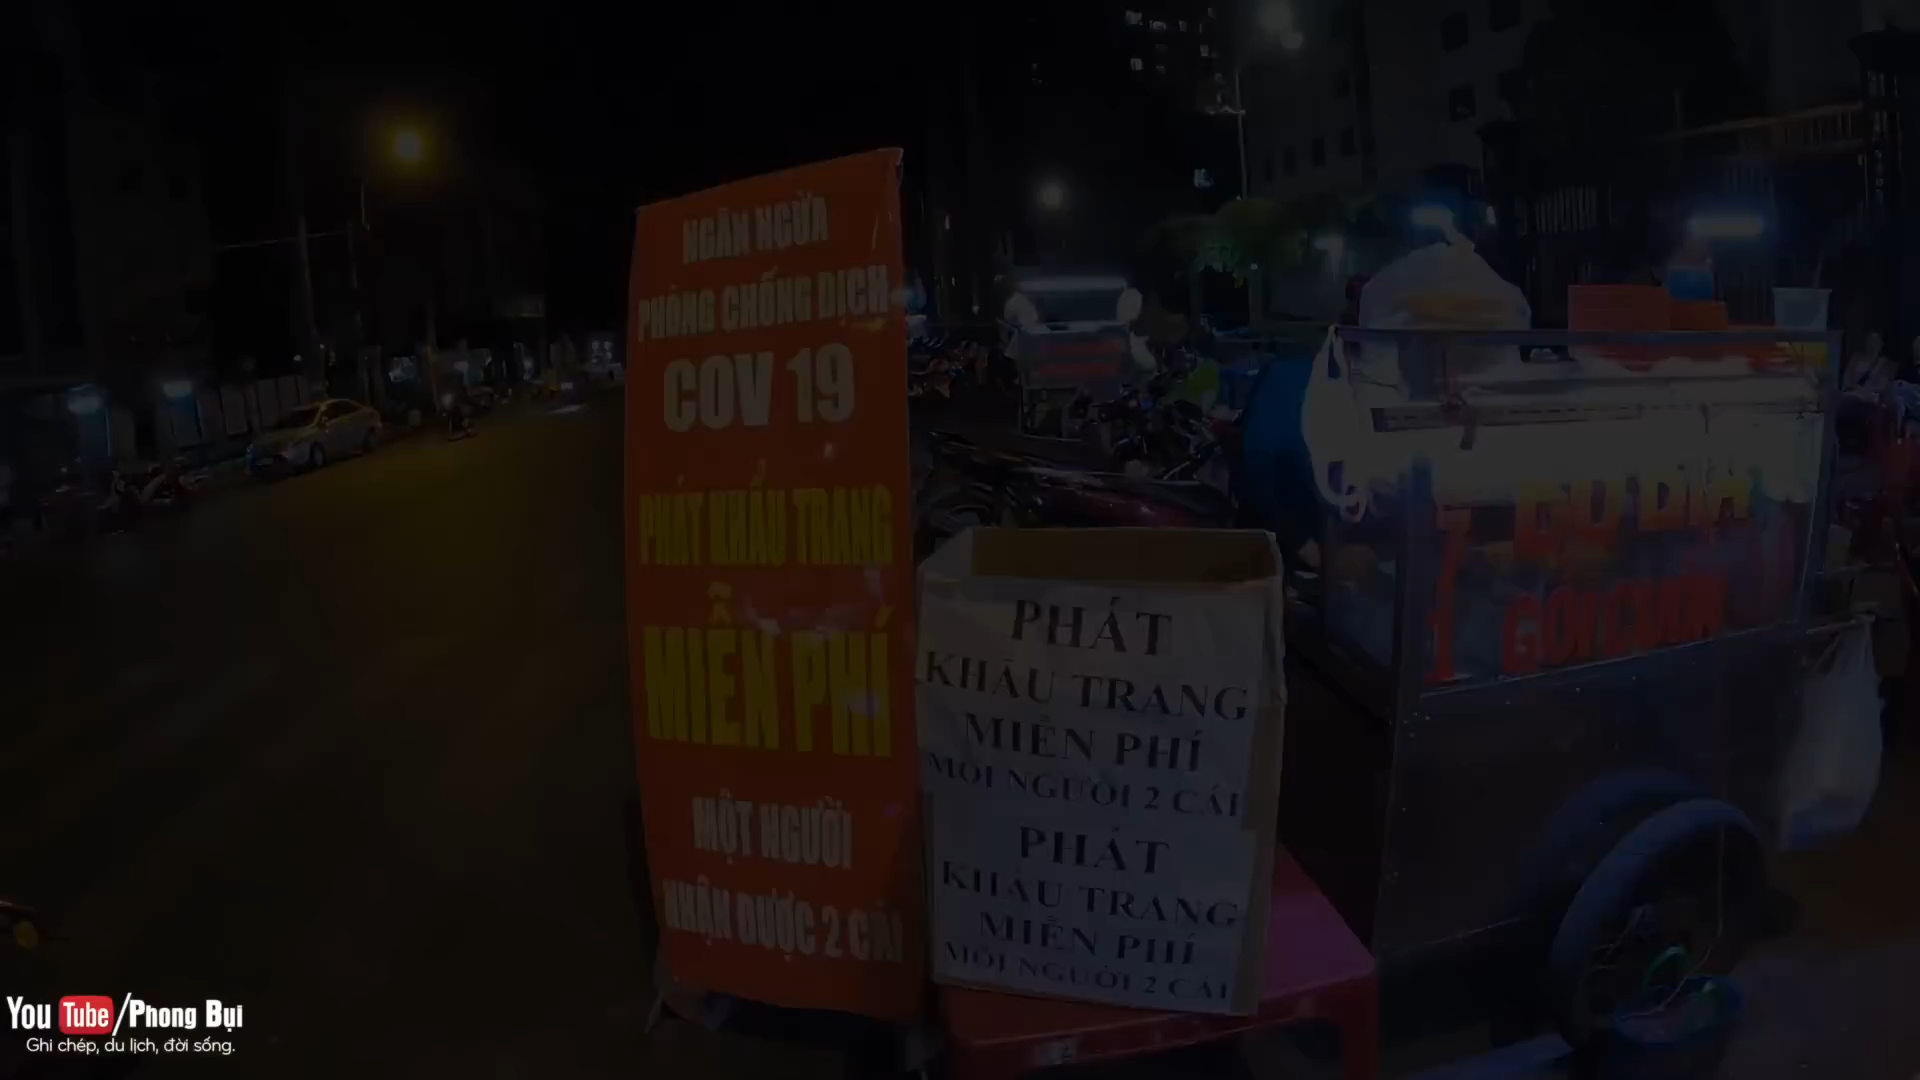 NGĂN NGỪA
PHÒNG CHỐNG DỊCH
COV 19
PHÁT KHẨU TRANG
MIỄN PHÍ
MỘT NGƯỜI
NHẬN ĐƯỢC 2 CÁI
PHÁT
KHẨU TRANG
MIỄN PHÍ
MỖI NGƯỜI 2 CÁI
PHÁT
KHẨU TRANG
MIỄN PHÍ
MỖI NGƯỜI 2 CÁI
GỎI CUỐN
YouTube/Phong Bụi
Ghi chép, du lịch, đời sống.